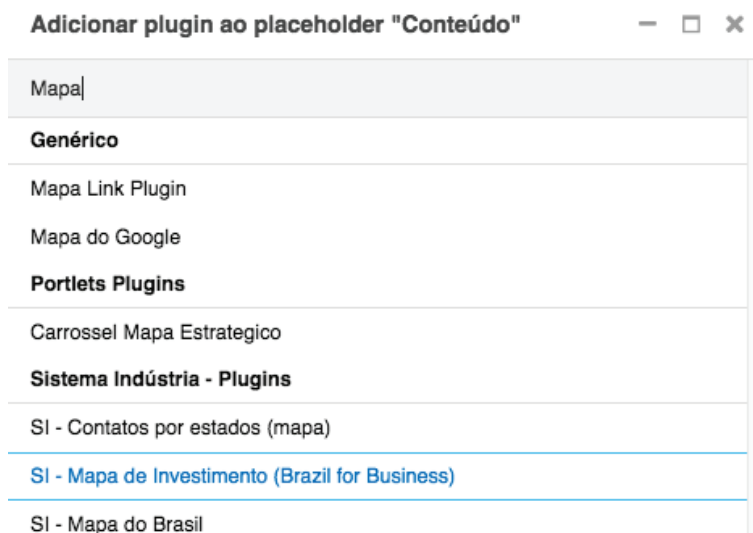 Adicionar plugin ao placeholder "Conteúdo"
Mapa
Genérico
Mapa Link Plugin
Mapa do Google
Portlets Plugins
Carrossel Mapa Estrategico
Sistema Indústria - Plugins
SI - Contatos por estados (mapa)
SI - Mapa de Investimento (Brazil for Business)
SI - Mapa do Brasil